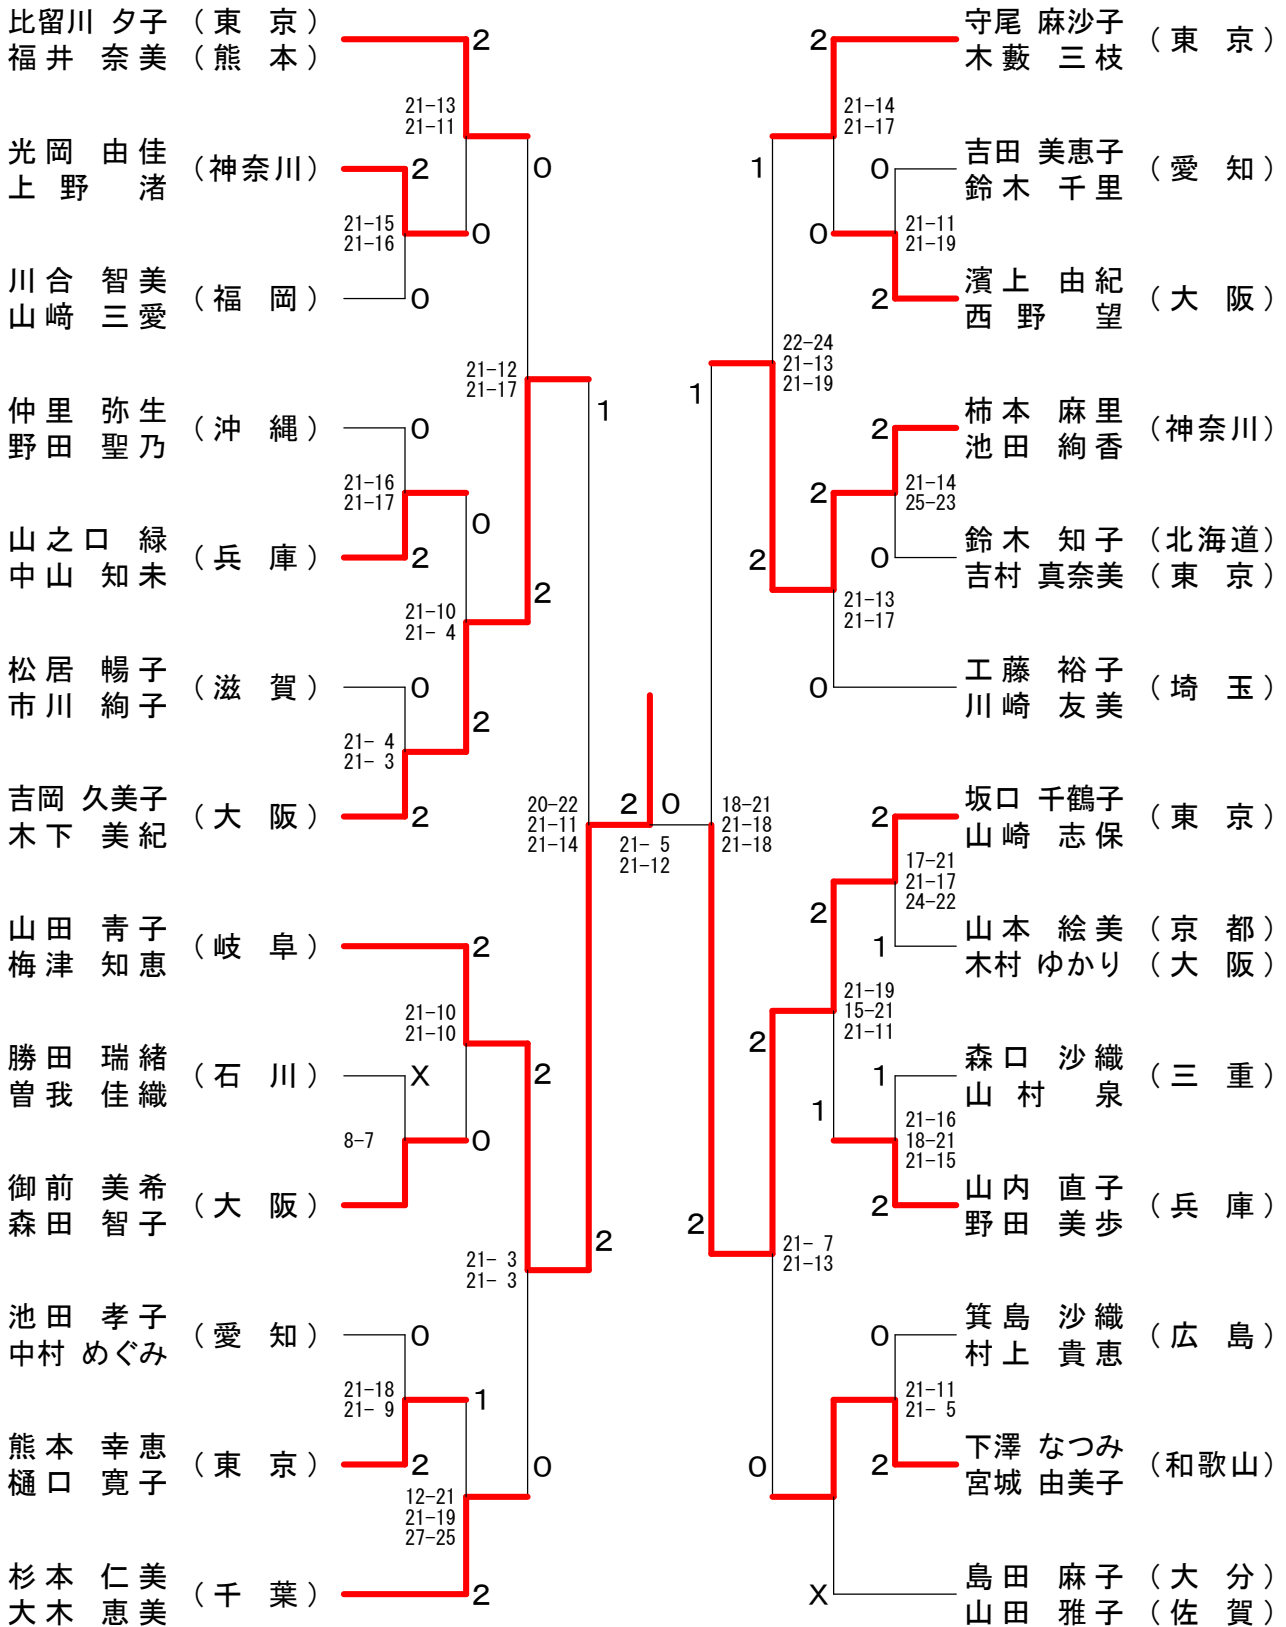 比留川 夕子 (東 京)
福井 奈美 (熊 本)
2
21-13
21-11
光岡 由佳
上野 渚
(神奈川)
2
0
21-15
21-16
0
川合 智美
山﨑 三愛
(福 岡)
0
21-12
21-17
1
仲里 弥生
野田 聖乃
(沖 縄)
0
21-16
21-17
0
山之口 緑
中山 知未
(兵 庫)
2
2
21-10
21- 4
松居 暢子
市川 絢子
(滋 賀)
0
2
21- 4
21- 3
吉岡 久美子
木下 美紀
(大 阪)
2
20-22
21-11
21-14
2 0
21- 5
21-12
山田 青子
梅津 知恵
(岐 阜)
2
21-10
21-10
勝田 瑞緒
曽我 佳織
(石 川)
X
2
8-7
0
御前 美希
森田 智子
(大 阪)
2
21- 3
21- 3
池田 孝子
中村 めぐみ
(愛 知)
0
21-18
21- 9
1
熊本 幸恵
樋口 寛子
(東 京)
2
0
12-21
21-19
27-25
杉本 仁美
大木 恵美
(千 葉)
2
2
守尾 麻沙子
木藪 三枝
(東 京)
21-14
21-17
1
0
吉田 美恵子
鈴木 千里
(愛 知)
0
21-11
21-19
2
濱上 由紀
西野 望
(大 阪)
22-24
21-13
21-19
1
2
柿本 麻里
池田 絢香
(神奈川)
2
21-14
25-23
0
鈴木 知子 (北海道)
吉村 真奈美 (東 京)
2
21-13
21-17
0
工藤 裕子
川崎 友美
(埼 玉)
18-21
21-18
21-18
2
坂口 千鶴子
山崎 志保
(東 京)
17-21
21-17
24-22
2
1
山本 絵美 (京 都)
木村 ゆかり (大 阪)
21-19
15-21
21-11
2
1
森口 沙織
山村 泉
(三 重)
1
21-16
18-21
21-15
2
山内 直子
野田 美歩
(兵 庫)
2
21- 7
21-13
0
箕島 沙織
村上 貴恵
(広 島)
21-11
21- 5
0
2
下澤 なつみ
宮城 由美子
(和歌山)
X
島田 麻子 (大 分)
山田 雅子 (佐 賀)